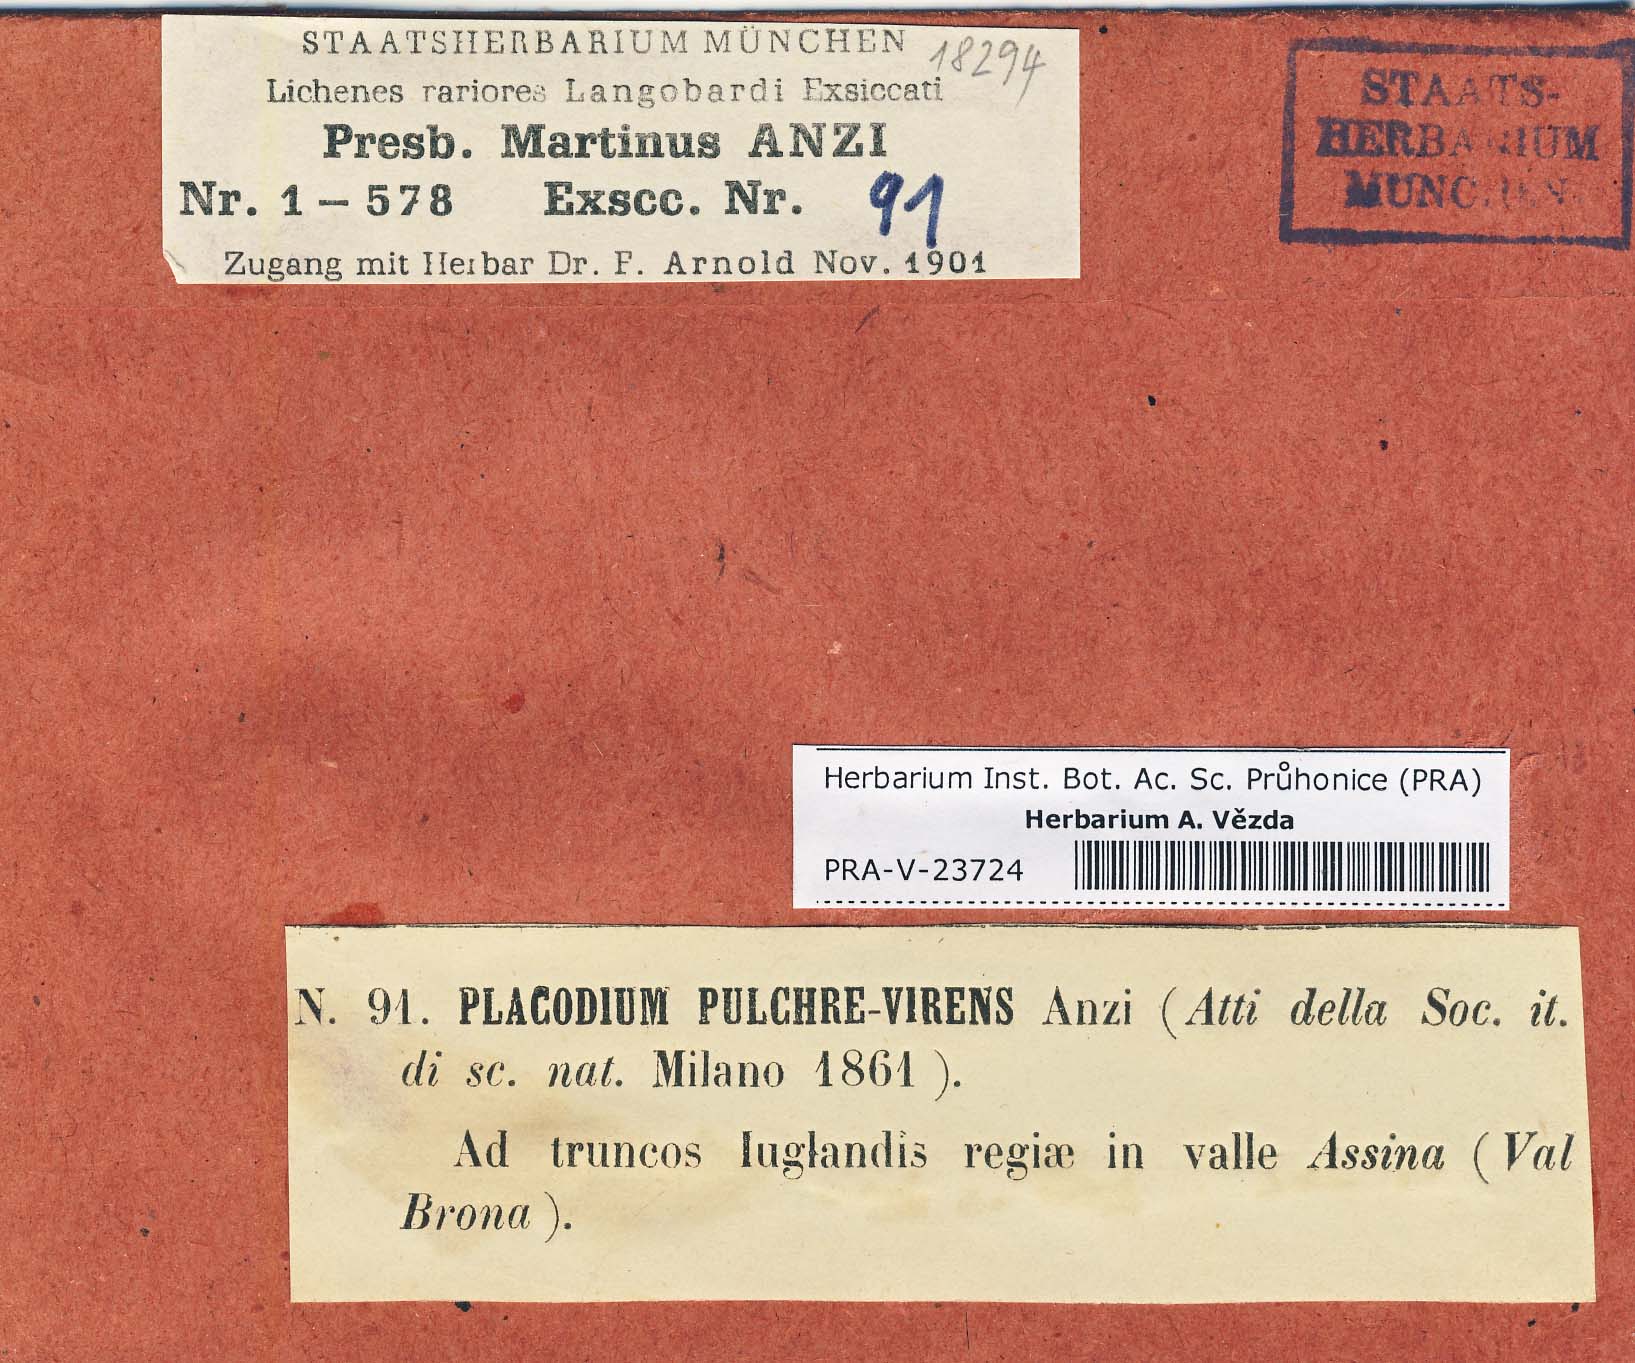 STAATSHERBARIUM MÜNCHEN
18294
Lichenes rariores Langobardi Exsiccati
Presb. Martinus ANZI
Nr. 1 – 578 Exscc. Nr. 91
Zugang mit Herbar Dr. F. Arnold Nov. 1901
STAATS-
HERBARIUM
MÜNCHEN
Herbarium Inst. Bot. Ac. Sc. Průhonice (PRA)
Herbarium A. Vězda
PRA-V-23724
N. 91. PLACODIUM PULCHRE-VIRENS Anzi (Atti della Soc. it.
di sc. nat. Milano 1861 ).
Ad truncos Iuglandis regiæ in valle Assina (Val
Brona ).